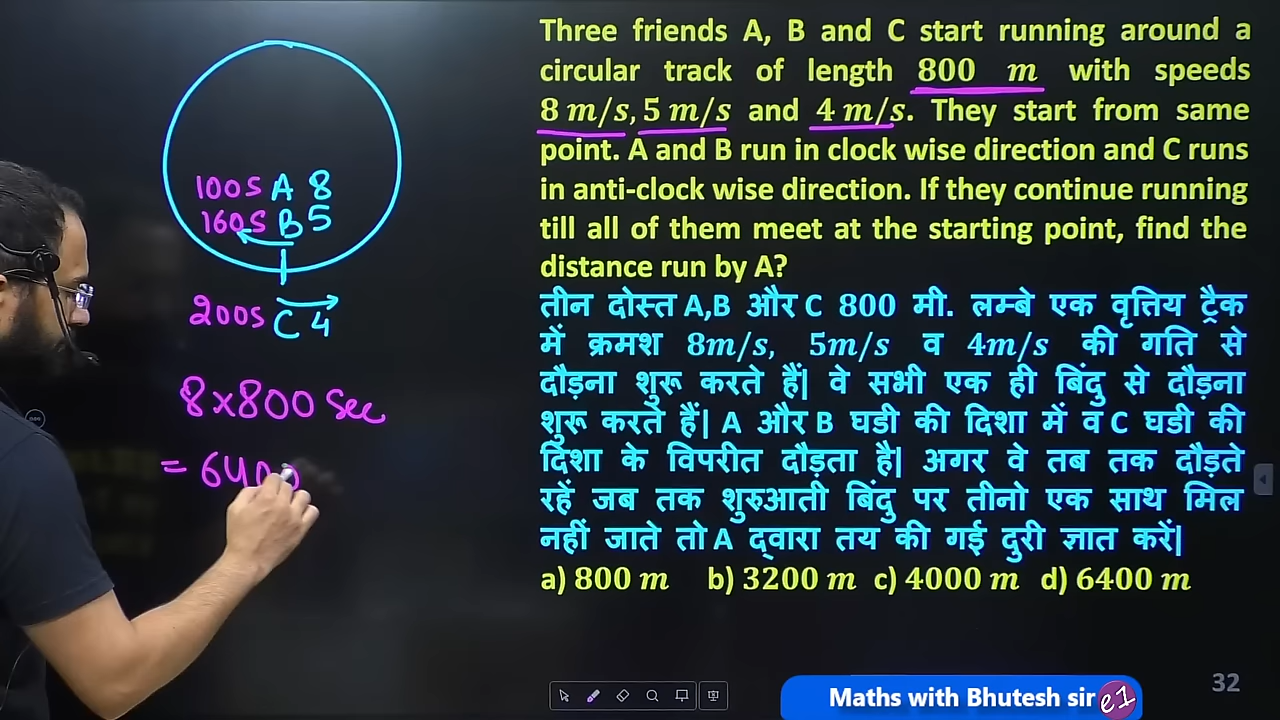 Three friends A, B and C start running around a
circular track of length 800 m with speeds
8 m/s, 5 m/s and 4 m/s. They start from same
point. A and B run in clock wise direction and C runs
in anti-clock wise direction. If they continue running
till all of them meet at the starting point, find the
distance run by A?
तीन दोस्त A,B और C 800 मी. लम्बे एक वृत्तिय ट्रैक
में क्रमश 8m/s, 5m/s व 4m/s की गति से
दौड़ना शुरू करते हैं| वे सभी एक ही बिंदु से दौड़ना
शुरू करते हैं| A और B घडी की दिशा में व C घडी की
दिशा के विपरीत दौड़ता है| अगर वे तब तक दौड़ते
रहें जब तक शुरुआती बिंदु पर तीनो एक साथ मिल
नहीं जाते तो A द्वारा तय की गई दुरी ज्ञात करें|
a) 800 m b) 3200 m c) 4000 m d) 6400 m
100S A 8
160S B 5
200S C 4
8×800 Sec
= 6400
32
Maths with Bhutesh sir e1